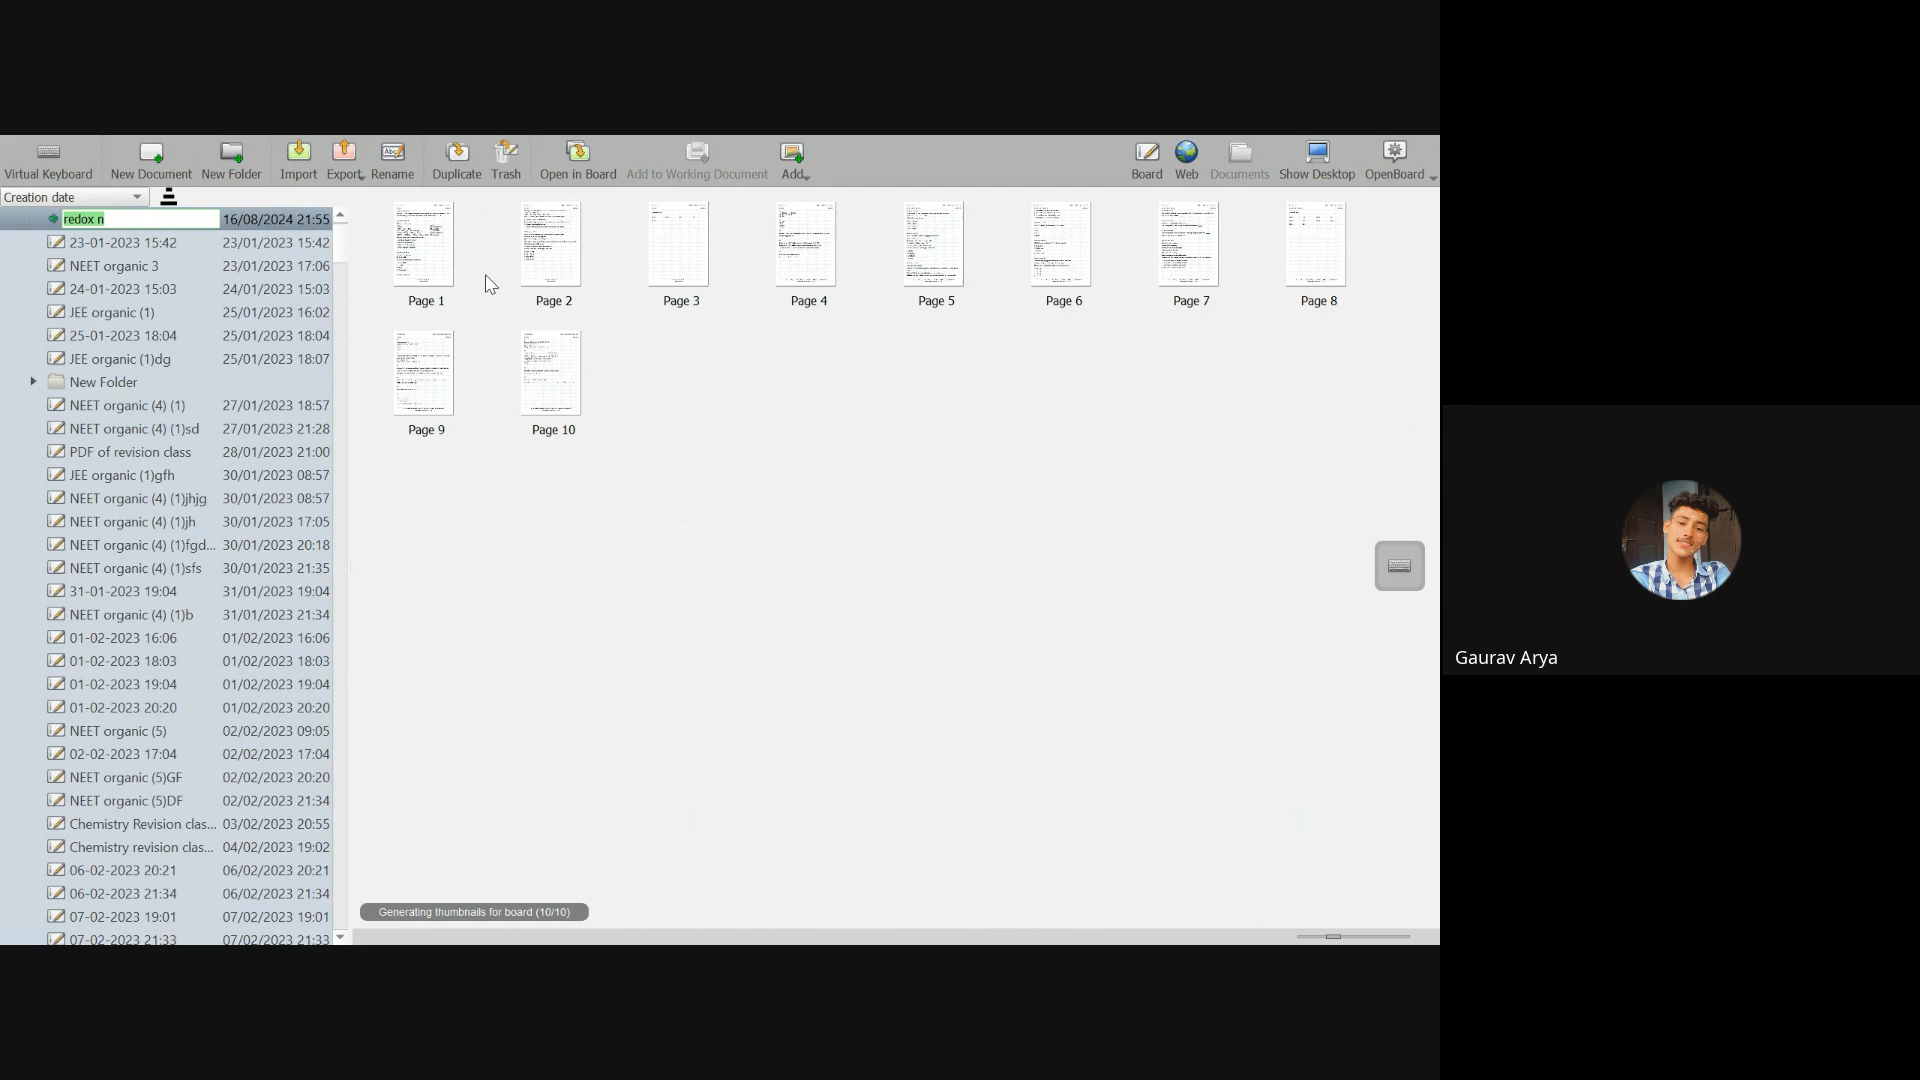 Virtual Keyboard New Document New Folder Import Export Rename Duplicate Trash Open in Board Add to Working Document Add Board Web Documents Show Desktop OpenBoard
Creation date
redox n 16/08/2024 21:55
23-01-2023 15:42 23/01/2023 15:42
NEET organic 3 23/01/2023 17:06
24-01-2023 15:03 24/01/2023 15:03
JEE organic (1) 25/01/2023 16:02
25-01-2023 18:04 25/01/2023 18:04
JEE organic (1)dg 25/01/2023 18:07
New Folder
NEET organic (4) (1) 27/01/2023 18:57
NEET organic (4) (1)sd 27/01/2023 21:28
PDF of revision class 28/01/2023 21:00
JEE organic (1)gfh 30/01/2023 08:57
NEET organic (4) (1)jhjg 30/01/2023 08:57
NEET organic (4) (1)jh 30/01/2023 17:05
NEET organic (4) (1)fgd... 30/01/2023 20:18
NEET organic (4) (1)sfs 30/01/2023 21:35
31-01-2023 19:04 31/01/2023 19:04
NEET organic (4) (1)b 31/01/2023 21:34
01-02-2023 16:06 01/02/2023 16:06
01-02-2023 18:03 01/02/2023 18:03
01-02-2023 19:04 01/02/2023 19:04
01-02-2023 20:20 01/02/2023 20:20
NEET organic (5) 02/02/2023 09:05
02-02-2023 17:04 02/02/2023 17:04
NEET organic (5)GF 02/02/2023 20:20
NEET organic (5)DF 02/02/2023 21:34
Chemistry Revision clas... 03/02/2023 20:55
Chemistry revision clas... 04/02/2023 19:02
06-02-2023 20:21 06/02/2023 20:21
06-02-2023 21:34 06/02/2023 21:34
07-02-2023 19:01 07/02/2023 19:01
07-02-2023 21:33 07/02/2023 21:33
Page 1 Page 2 Page 3 Page 4 Page 5 Page 6 Page 7 Page 8
Page 9 Page 10
Generating thumbnails for board (10/10)
Gaurav Arya